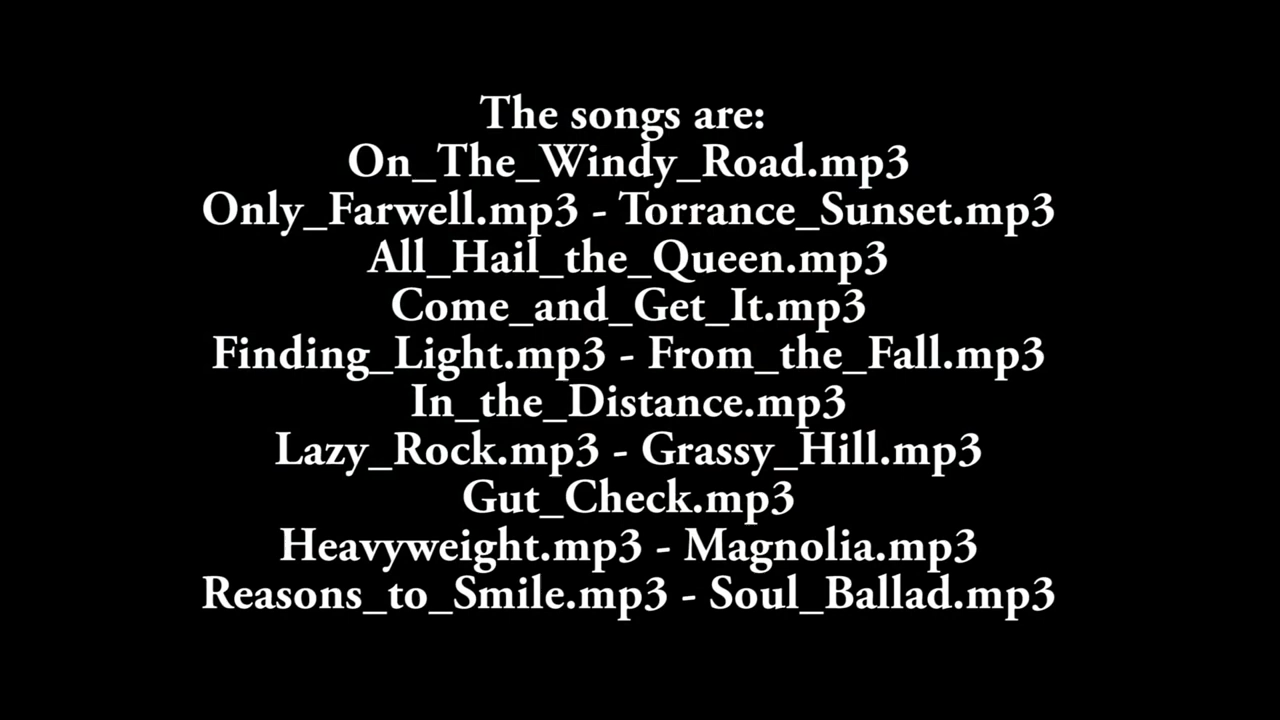 The songs are:
On_The_Windy_Road.mp3
Only_Farwell.mp3 - Torrance_Sunset.mp3
All_Hail_the_Queen.mp3
Come_and_Get_It.mp3
Finding_Light.mp3 - From_the_Fall.mp3
In_the_Distance.mp3
Lazy_Rock.mp3 - Grassy_Hill.mp3
Gut_Check.mp3
Heavyweight.mp3 - Magnolia.mp3
Reasons_to_Smile.mp3 - Soul_Ballad.mp3